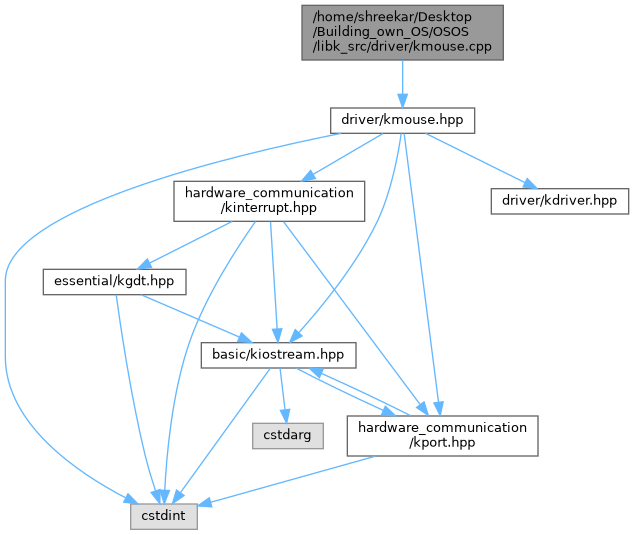 /home/shreekar/Desktop
/Building_own_OS/OSOS
/libk_src/driver/kmouse.cpp
driver/kmouse.hpp
hardware_communication
/kinterrupt.hpp
driver/kdriver.hpp
essential/kgdt.hpp
basic/kiostream.hpp
cstdarg
hardware_communication
/kport.hpp
cstdint